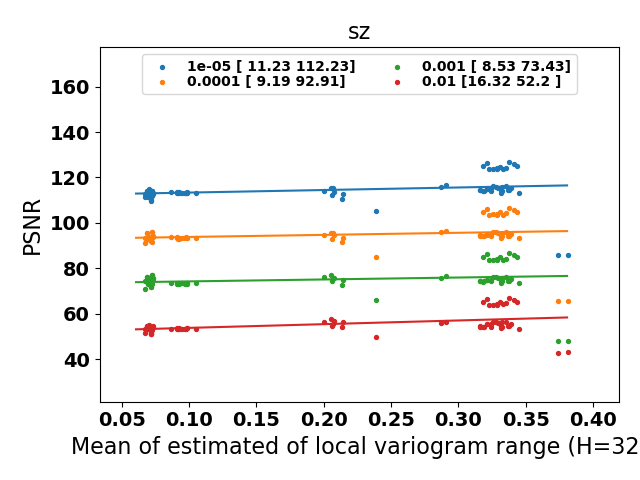 sz
1e-05 [ 11.23 112.23]
0.0001 [ 9.19 92.91]
0.001 [ 8.53 73.43]
0.01 [16.32 52.2 ]
PSNR
160
140
120
100
80
60
40
0.05 0.10 0.15 0.20 0.25 0.30 0.35 0.40
Mean of estimated of local variogram range (H=32